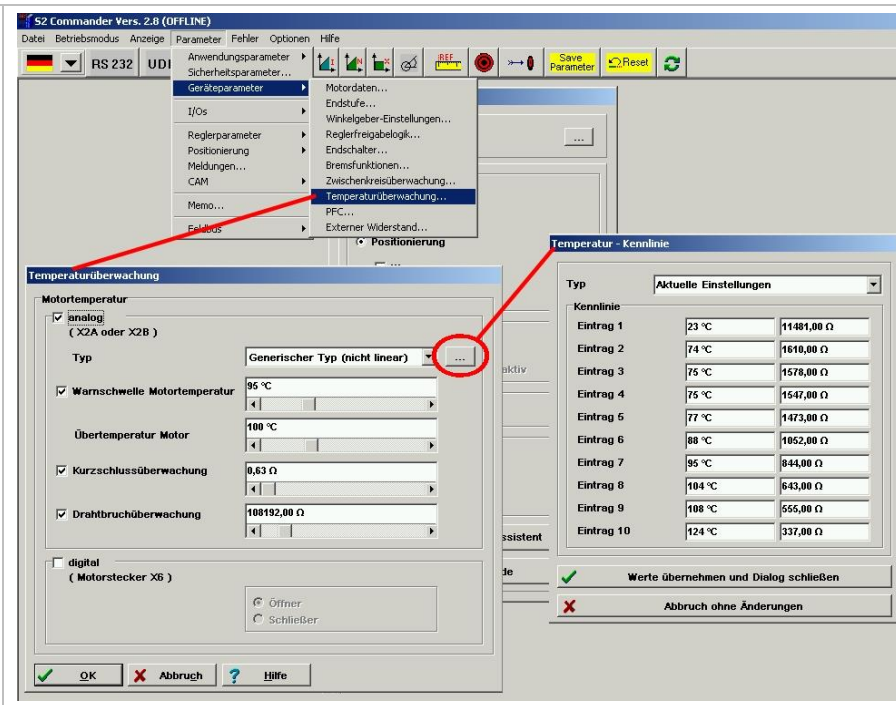 S2 Commander Vers. 2.8 (OFFLINE)
Datei Betriebsmodus Anzeige Parameter Fehler Optionen Hilfe
RS 232
Save Parameter
Reset
REF
Anwendungsparameter
Sicherheitsparameter...
Geräteparameter
I/Os
Reglerparameter
Positionierung
Meldungen...
CAM
Memo...
Feldbus
Motordaten...
Endstufe...
Winkelgeber-Einstellungen...
Reglerfreigabelogik...
Endschalter...
Bremsfunktionen...
Zwischenkreisüberwachung...
Temperaturüberwachung...
PFC...
Externer Widerstand...
...
Positionierung
...
aktiv
Temperaturüberwachung
Motortemperatur
analog
( X2A oder X2B )
Typ Generischer Typ (nicht linear) ...
Warnschwelle Motortemperatur 95 °C
Übertemperatur Motor 100 °C
Kurzschlussüberwachung 0,63 Ω
Drahtbruchüberwachung 108192,00 Ω
digital
( Motorstecker X6 )
Öffner
Schließer
OK Abbruch ? Hilfe
Temperatur - Kennlinie
Typ Aktuelle Einstellungen
Kennlinie
Eintrag 1 23 °C 11481,00 Ω
Eintrag 2 74 °C 1610,00 Ω
Eintrag 3 75 °C 1578,00 Ω
Eintrag 4 75 °C 1547,00 Ω
Eintrag 5 77 °C 1473,00 Ω
Eintrag 6 88 °C 1052,00 Ω
Eintrag 7 95 °C 844,00 Ω
Eintrag 8 104 °C 643,00 Ω
Eintrag 9 108 °C 555,00 Ω
Eintrag 10 124 °C 337,00 Ω
Werte übernehmen und Dialog schließen
Abbruch ohne Änderungen